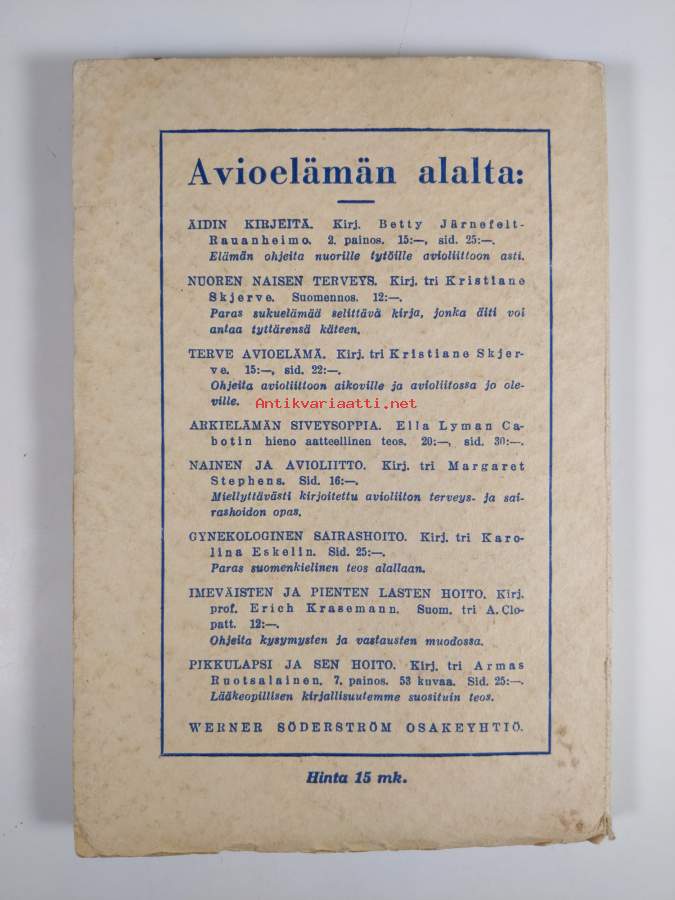 Avioelämän alalta:
ÄIDIN KIRJEITÄ. Kirj. Betty Järnefelt-
Rauanheimo. 2. painos. 15:—, sid. 25:—.
Elämän ohjeita nuorille tytöille avioliittoon asti.
NUOREN NAISEN TERVEYS. Kirj. tri Kristiane
Skjerve. Suomennos. 12:—.
Paras sukuelämää selittävä kirja, jonka äiti voi
antaa tyttärensä käteen.
TERVE AVIOELÄMÄ. Kirj. tri Kristiane Skjer-
ve. 15:—, sid. 22:—.
Ohjeita avioliittoon aikoville ja avioliitossa jo ole-
ville.
Antikvariaatti.net
ARKIELÄMÄN SIVEYSOPPIA. Ella Lyman Ca-
botin hieno aatteellinen teos. 20:—, sid. 30:—.
NAINEN JA AVIOLIITTO. Kirj. tri Margaret
Stephens. Sid. 16:—.
Miellyttävästi kirjoitettu avioliiton terveys- ja sai-
rashoidon opas.
GYNEKOLOGINEN SAIRASHOITO. Kirj. tri Karo-
lina Eskelin. Sid. 25:—.
Paras suomenkielinen teos alallaan.
IMEVÄISTEN JA PIENTEN LASTEN HOITO. Kirj.
prof. Erich Krasemann. Suom. tri A. Clo-
patt. 12:—.
Ohjeita kysymysten ja vastausten muodossa.
PIKKULAPSI JA SEN HOITO. Kirj. tri Armas
Ruotsalainen. 7. painos. 53 kuvaa. Sid. 25:—.
Lääkeopillisen kirjallisuutemme suosituin teos.
WERNER SÖDERSTRÖM OSAKEYHTIÖ.
Hinta 15 mk.